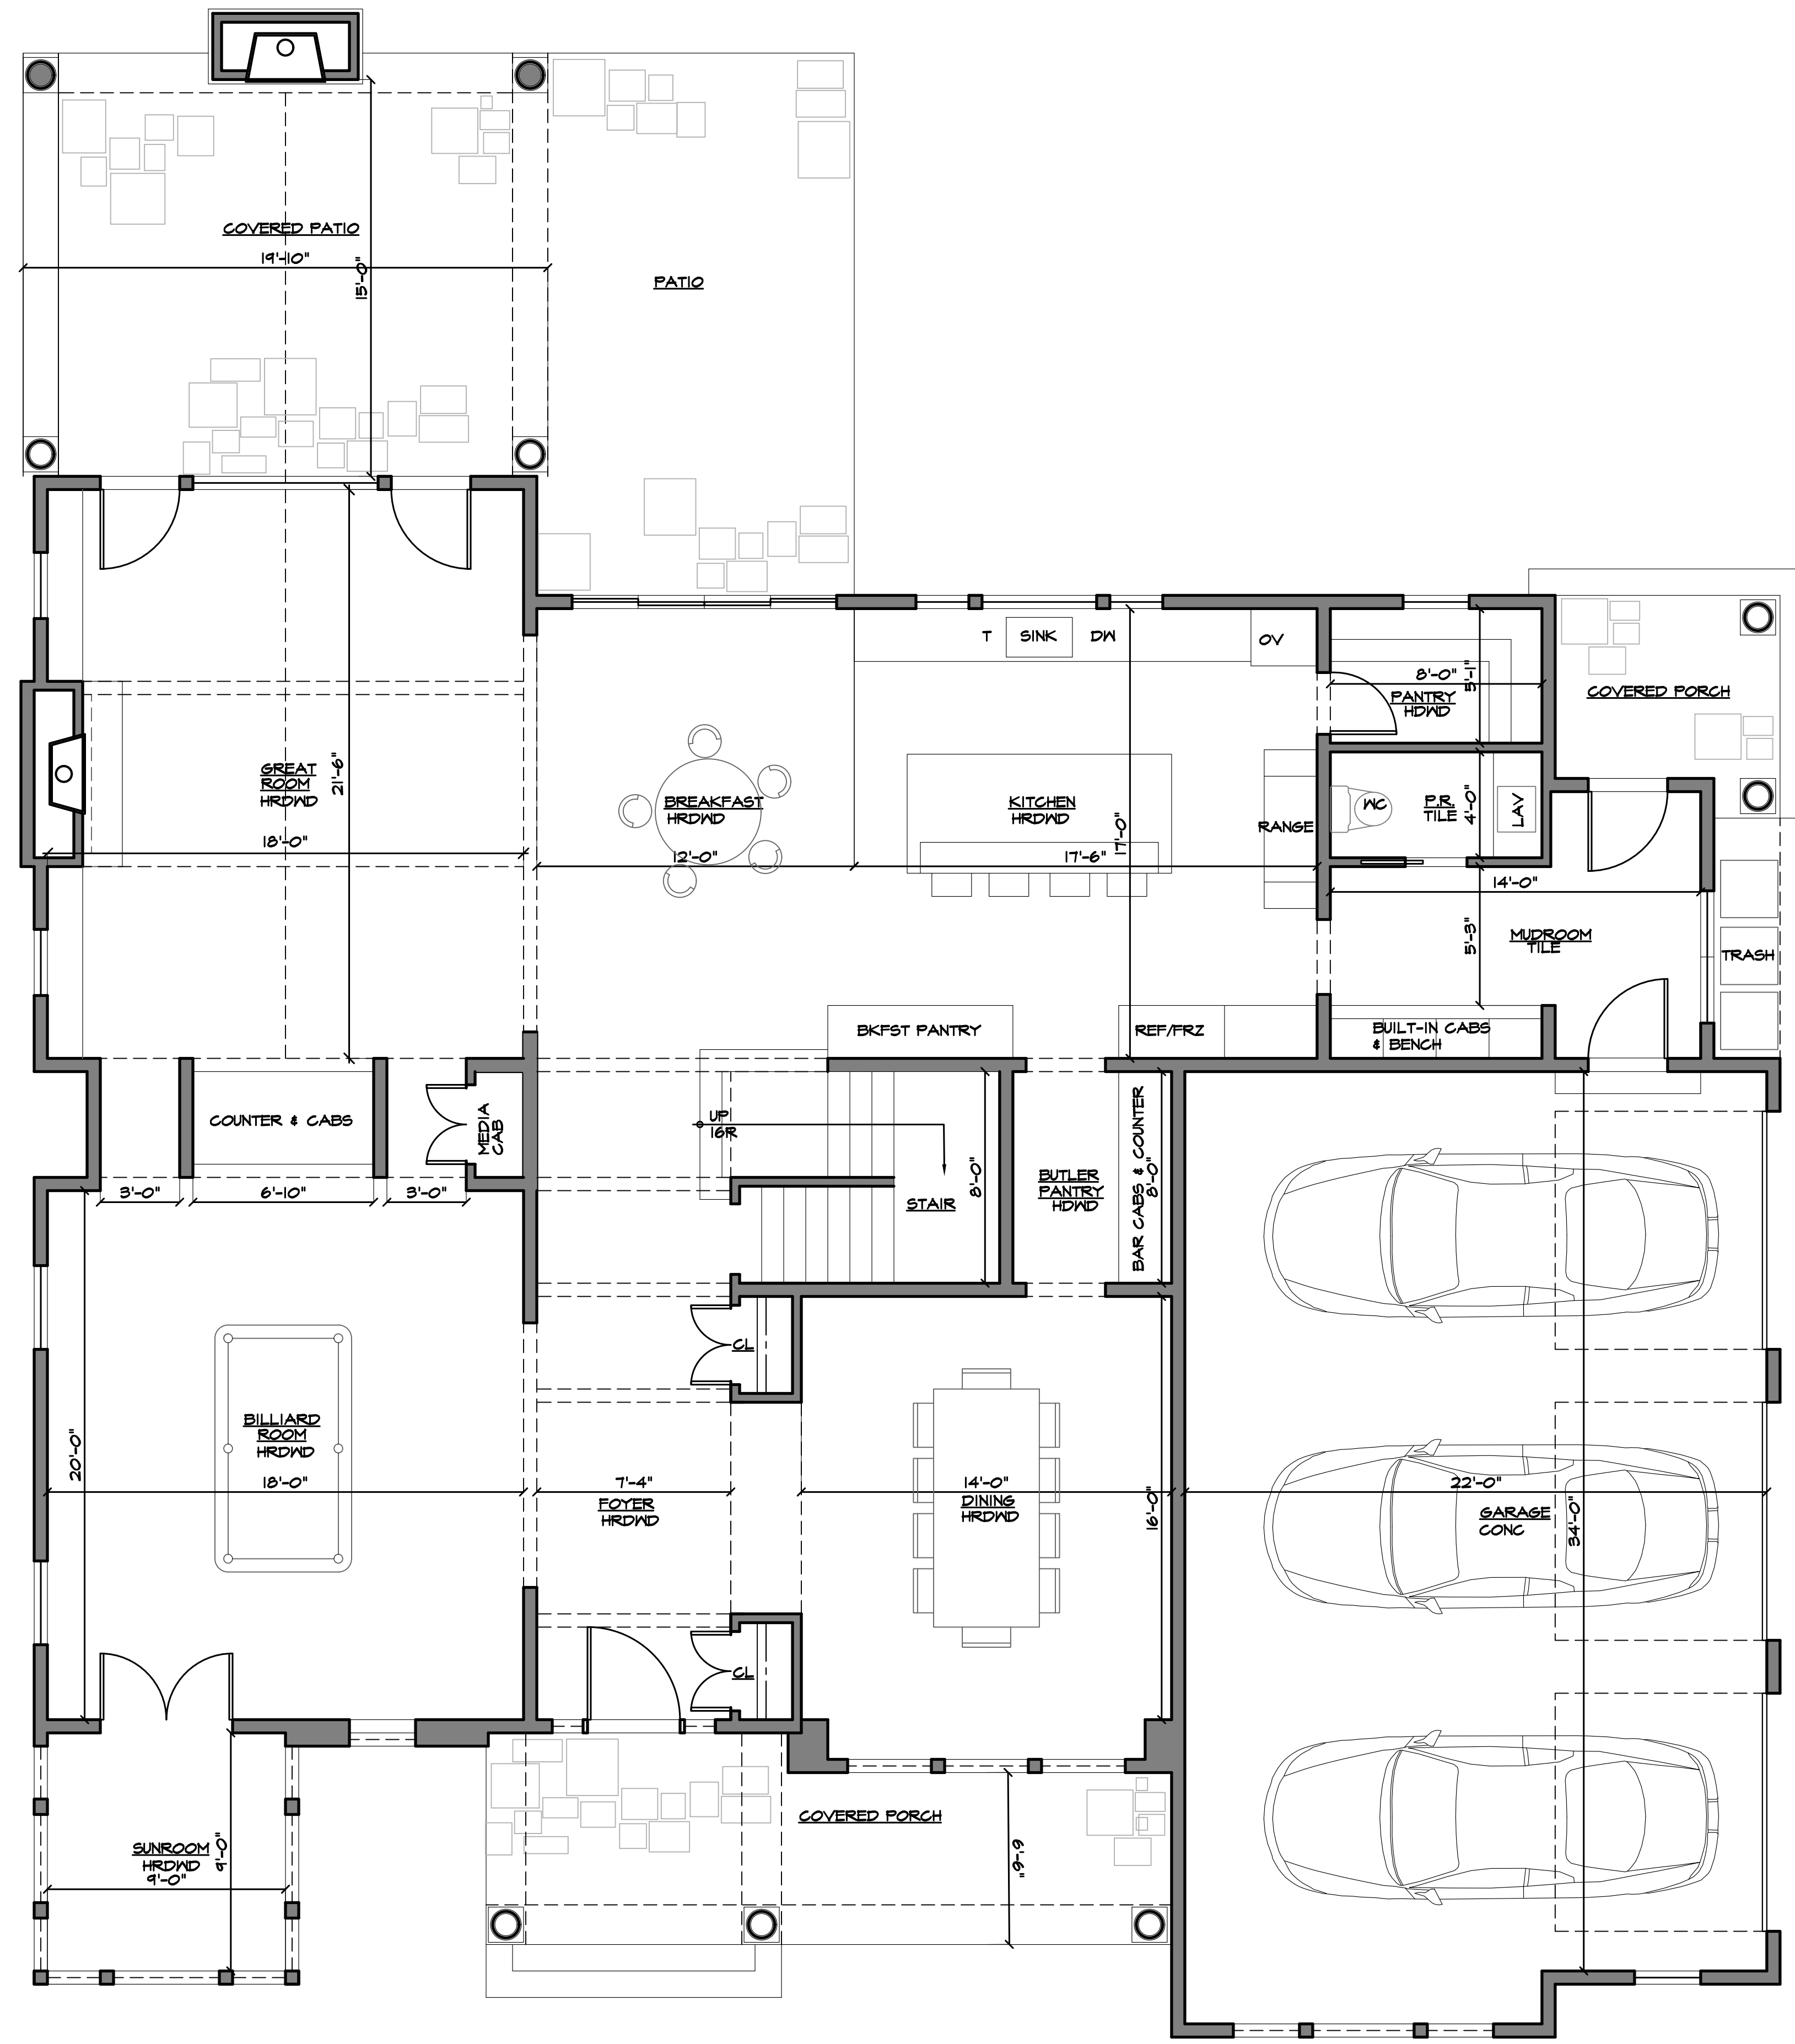 COVERED PATIO
19'-10"
15'-0"
PATIO
T
SINK
DW
OV
8'-0"
5'-1"
PANTRY
HDWD
COVERED PORCH
GREAT
ROOM
HRDWD
21'-6"
18'-0"
BREAKFAST
HRDWD
12'-0"
KITCHEN
HRDWD
17'-0"
17'-6"
RANGE
WC
P.R.
TILE
4'-0"
LAV
14'-0"
5'-3"
MUDROOM
TILE
TRASH
BKFST PANTRY
REF/FRZ
BUILT-IN CABS
& BENCH
COUNTER & CABS
MEDIA
CAB
UP
16R
STAIR
8'-0"
BUTLER
PANTRY
HDWD
BAR CABS & COUNTER
8'-0"
3'-0"
6'-10"
3'-0"
CL
BILLIARD
ROOM
HRDWD
20'-0"
18'-0"
7'-4"
FOYER
HRDWD
14'-0"
DINING
HRDWD
16'-0"
22'-0"
GARAGE
CONC
34'-0"
CL
COVERED PORCH
6'-6"
SUNROOM
HRDWD
9'-0"
9'-0"